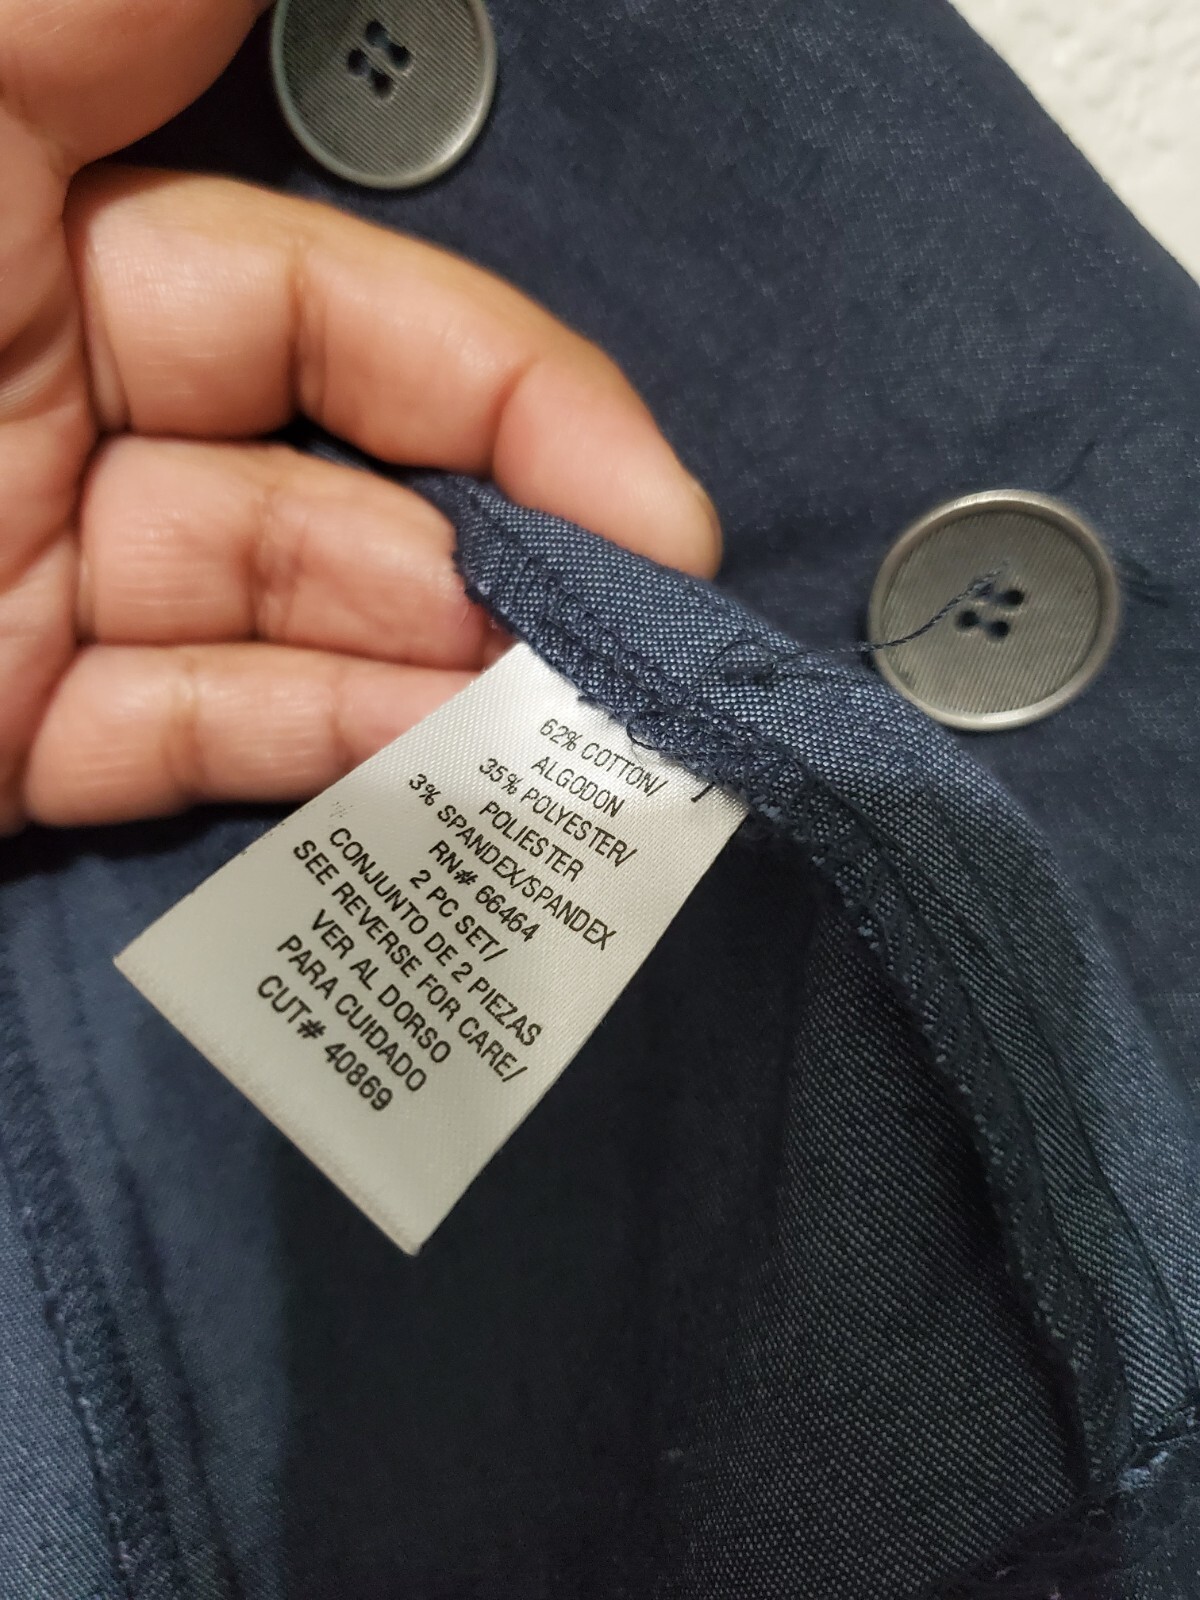 62% COTTON/
ALGODON
35% POLYESTER/
POLIESTER
3% SPANDEX/SPANDEX
RN# 66464
2 PC SET/
CONJUNTO DE 2 PIEZAS
SEE REVERSE FOR CARE/
VER AL DORSO
PARA CUIDADO
CUT# 40869